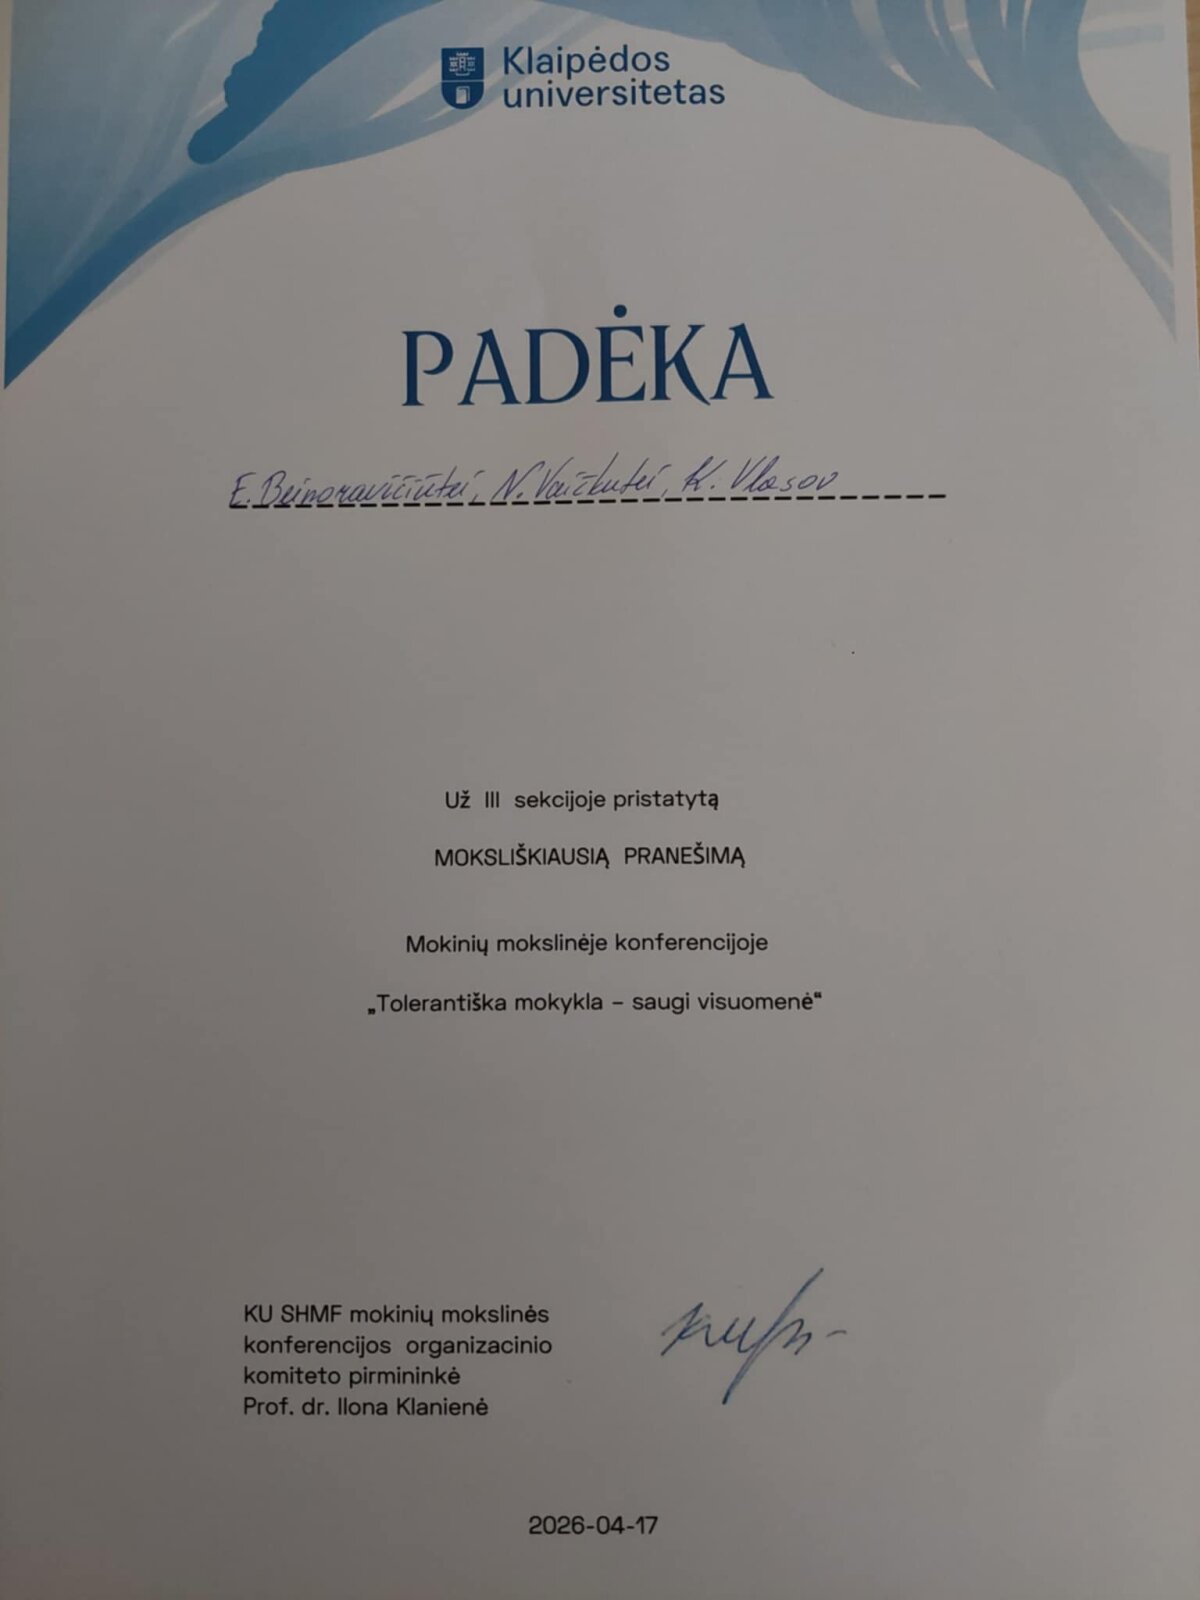 Klaipėdos
universitetas
PADĖKA
E. Beinoravičiūtei, N. Vaičkutei, K. Vlasov
Už III sekcijoje pristatytą
MOKSLIŠKIAUSIĄ PRANEŠIMĄ
Mokinių mokslinėje konferencijoje
„Tolerantiška mokykla – saugi visuomenė“
KU SHMF mokinių mokslinės
konferencijos organizacinio
komiteto pirmininkė
Prof. dr. Ilona Klanienė
2026-04-17